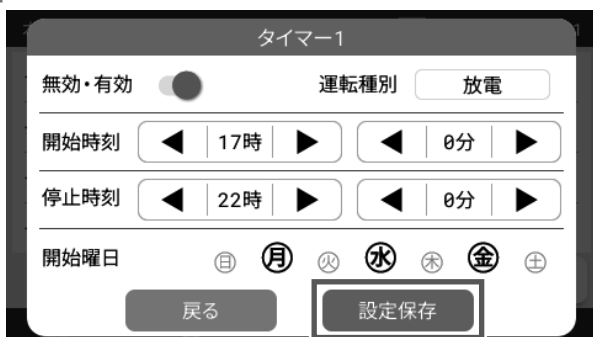 タイマー1
無効・有効 運転種別 放電
開始時刻 ◀ 17時 ▶ ◀ 0分 ▶
停止時刻 ◀ 22時 ▶ ◀ 0分 ▶
開始曜日 ㊐ ㊊ ㊋ ㊌ ㊍ ㊎ ㊏
戻る 設定保存